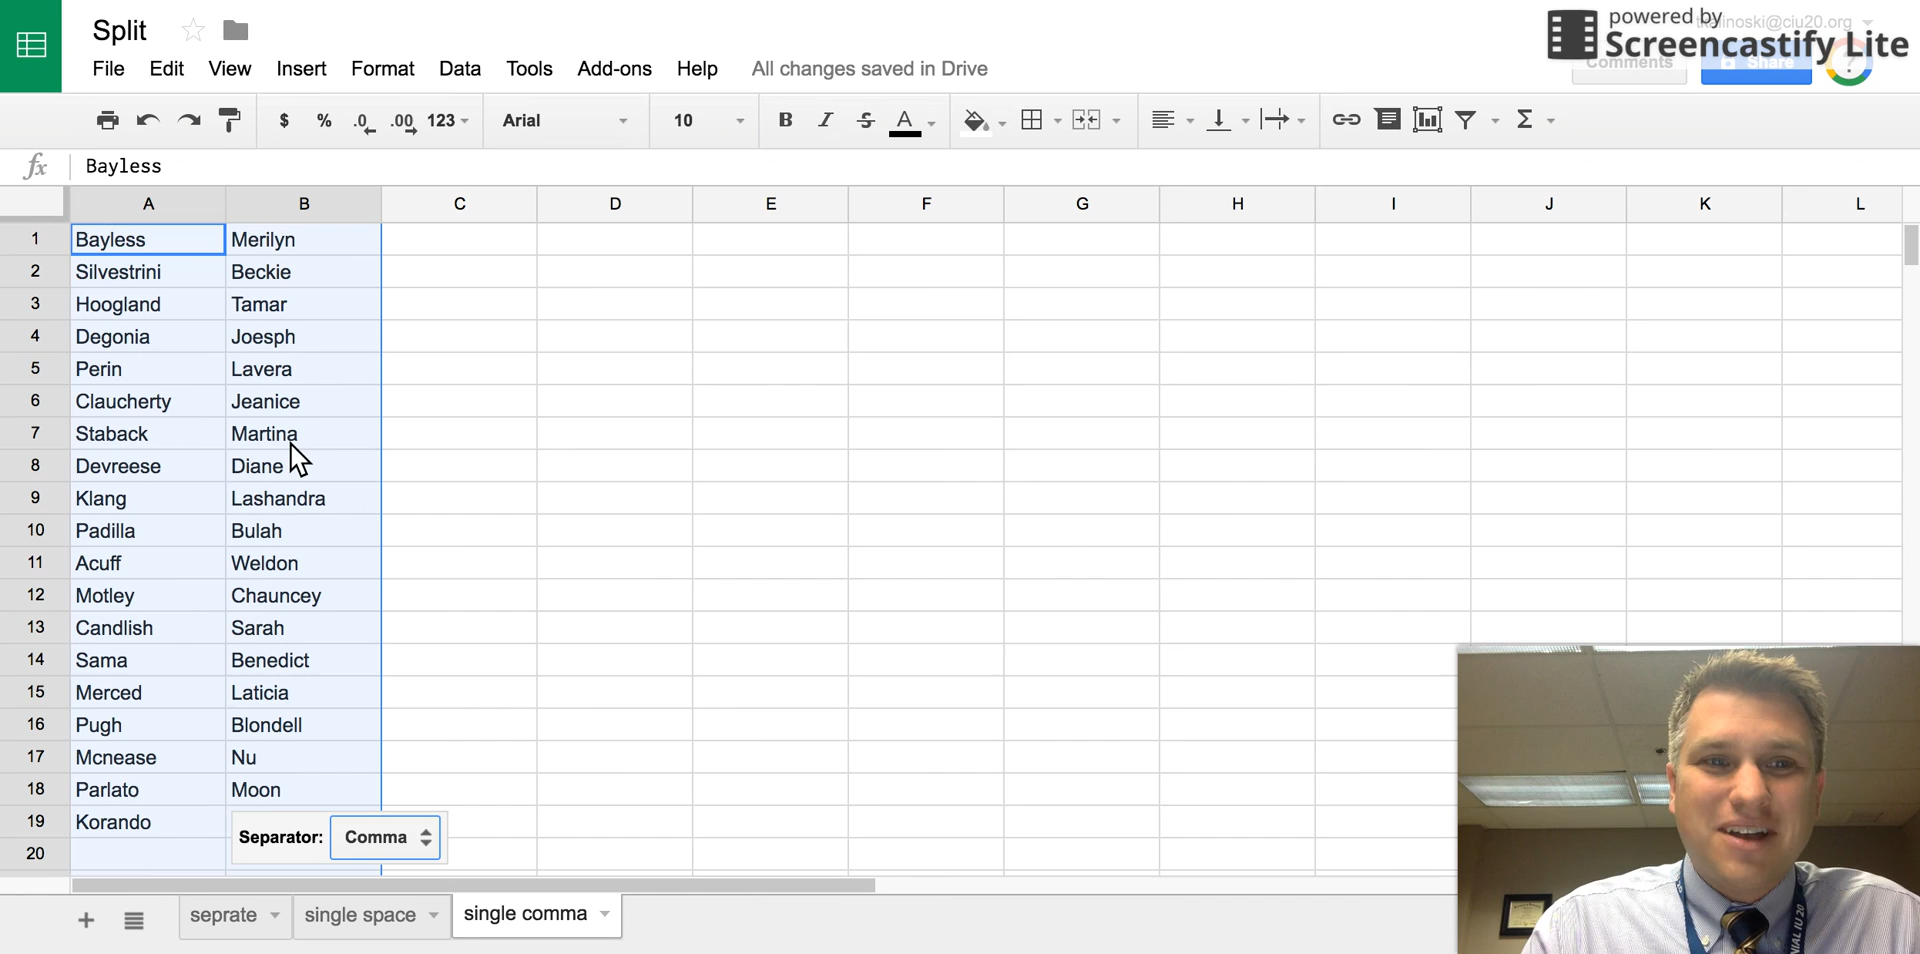 Split
powered by
Screencastify Lite
File Edit View Insert Format Data Tools Add-ons Help All changes saved in Drive
Comments Share
$ % .0 .00 123 Arial 10 B I S A
fx Bayless
A B C D E F G H I J K L
1 Bayless Merilyn
2 Silvestrini Beckie
3 Hoogland Tamar
4 Degonia Joesph
5 Perin Lavera
6 Claucherty Jeanice
7 Staback Martina
8 Devreese Diane
9 Klang Lashandra
10 Padilla Bulah
11 Acuff Weldon
12 Motley Chauncey
13 Candlish Sarah
14 Sama Benedict
15 Merced Laticia
16 Pugh Blondell
17 Mcnease Nu
18 Parlato Moon
19 Korando
Separator: Comma
20
seprate single space single comma